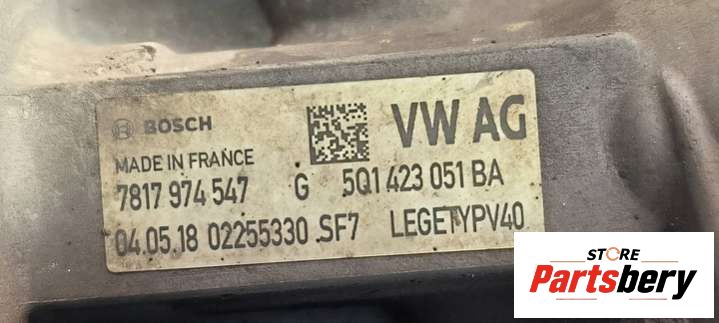 BOSCH
VW AG
MADE IN FRANCE
7817 974 547 G 5Q1 423 051 BA
04.05.18 02255330 SF7 LEGETYPV40
STORE
Partsbery